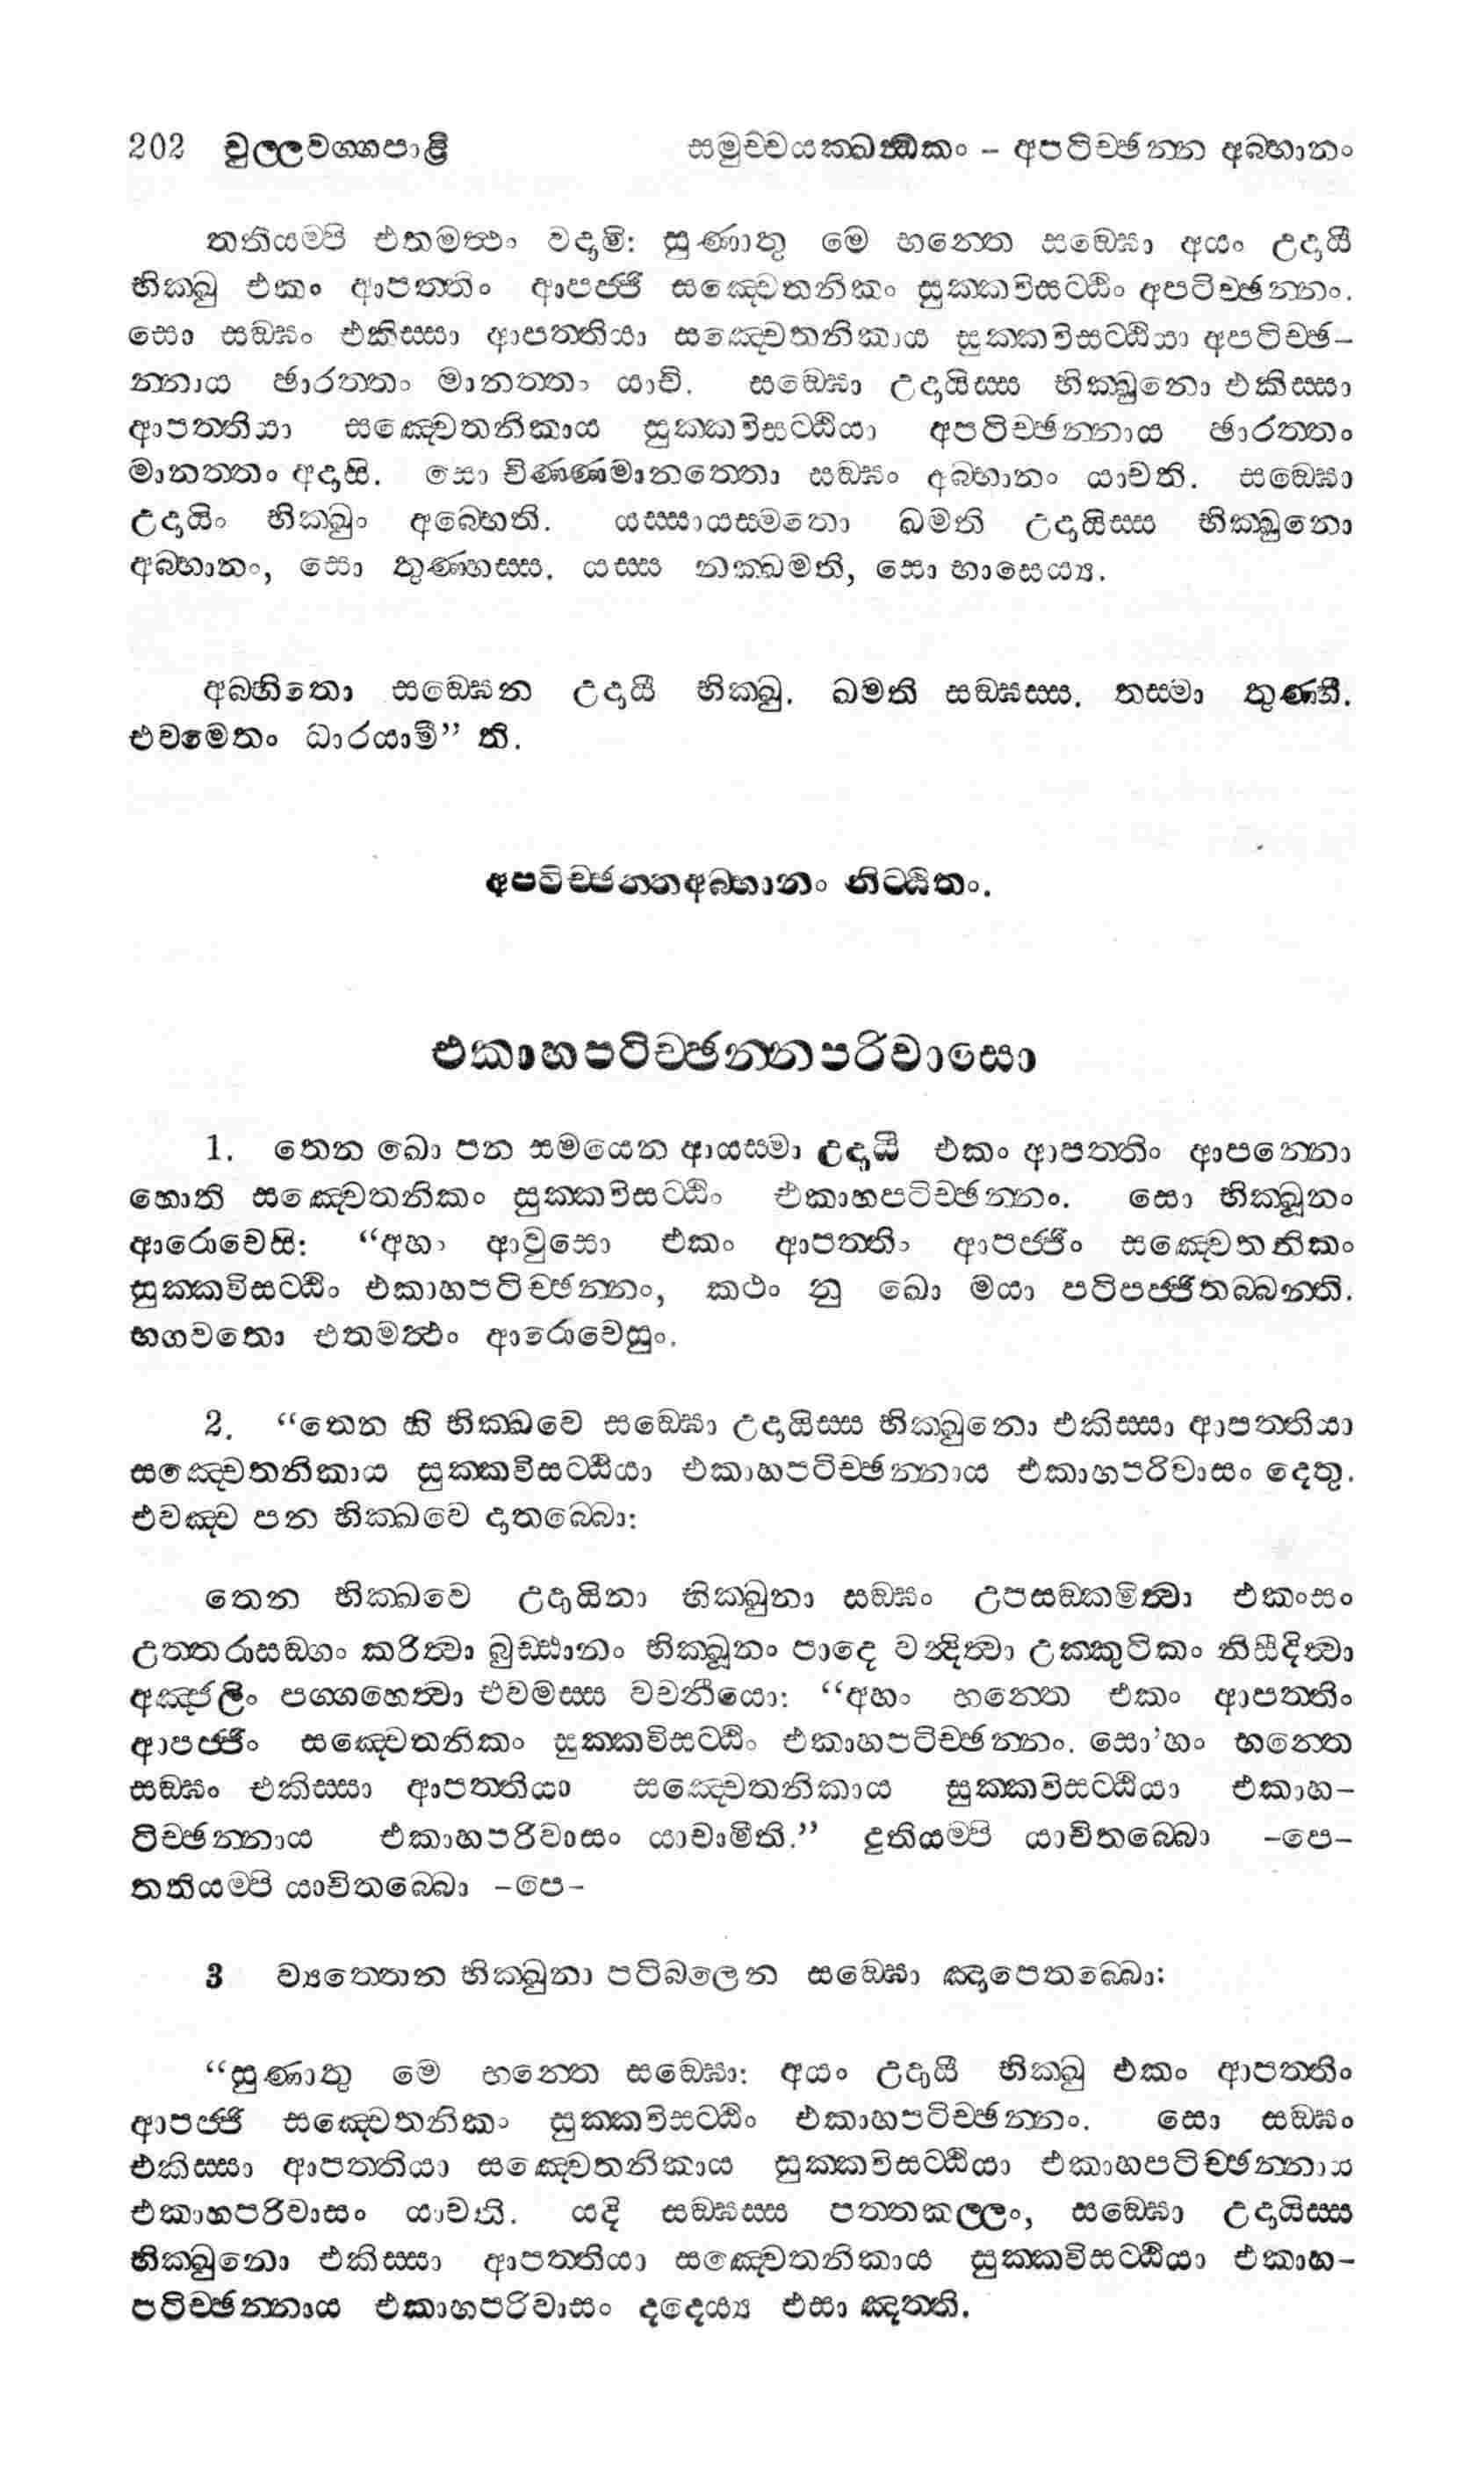 202 චුල්ලවග්ගපාළි සමුච්චයක්ඛන්ධකං – අපටිච්ඡන්න අබ්භානං
තතියම්පි එතමත්ථං වදාමි: සුණාතු මෙ භන්තෙ සඞ්ඝො අයං උදායී
භික්ඛු එකං ආපත්තිං ආපජ්ජි සඤ්චෙතනිකං සුක්කවිසට්ඨිං අපටිච්ඡන්නං.
සො සඞ්ඝං එකිස්සා ආපත්තියා සඤ්චෙතනිකාය සුක්කවිසට්ඨියා අපටිච්ඡ–
න්නාය ඡාරත්තං මානත්තං යාචි. සඞ්ඝො උදායිස්ස භික්ඛුනො එකිස්සා
ආපත්තියා සඤ්චෙතනිකාය සුක්කවිසට්ඨියා අපටිච්ඡන්නාය ඡාරත්තං
මානත්තං අදාසි. සො චිණ්ණමානත්තො සඞ්ඝං අබ්භානං යාචති. සඞ්ඝො
උදායිං භික්ඛුං අබ්භෙති. යස්සායස්මතො ඛමති උදායිස්ස භික්ඛුනො
අබ්භානං, සො තුණ්හස්ස. යස්ස නක්ඛමති, සො භාසෙය්‍ය.
අබ්භිතො සඞ්ඝෙන උදායී භික්ඛු. ඛමති සඞ්ඝස්ස. තස්මා තුණ්හී.
එවමෙතං ධාරයාමී” ති.
අපටිච්ඡන්නඅබ්භානං නිට්ඨිතං.
එකාහපටිච්ඡන්නපරිවාසො
1. තෙන ඛො පන සමයෙන ආයස්මා උදායී එකං ආපත්තිං ආපන්නො
හොති සඤ්චෙතනිකං සුක්කවිසට්ඨිං එකාහපටිච්ඡන්නං. සො භික්ඛූනං
ආරොචෙසි: “අහං ආවුසො එකං ආපත්තිං ආපජ්ජිං සඤ්චෙතනිකං
සුක්කවිසට්ඨිං එකාහපටිච්ඡන්නං, කථං නු ඛො මයා පටිපජ්ජිතබ්බන්ති.
භගවතො එතමත්ථං ආරොචෙසුං.
2. “තෙන හි භික්ඛවෙ සඞ්ඝො උදායිස්ස භික්ඛුනො එකිස්සා ආපත්තියා
සඤ්චෙතනිකාය සුක්කවිසට්ඨියා එකාහපටිච්ඡන්නාය එකාහපරිවාසං දෙතු.
එවඤ්ච පන භික්ඛවෙ දාතබ්බො:
තෙන භික්ඛවෙ උදායිනා භික්ඛුනා සඞ්ඝං උපසඞ්කමිත්වා එකංසං
උත්තරාසඞ්ගං කරිත්වා බුඩ්ඪානං භික්ඛූනං පාදෙ වන්දිත්වා උක්කුටිකං නිසීදිත්වා
අඤ්ජලිං පග්ගහෙත්වා එවමස්ස වචනීයො: “අහං භන්තෙ එකං ආපත්තිං
ආපජ්ජිං සඤ්චෙතනිකං සුක්කවිසට්ඨිං එකාහපටිච්ඡන්නං. සො’හං භන්තෙ
සඞ්ඝං එකිස්සා ආපත්තියා සඤ්චෙතනිකාය සුක්කවිසට්ඨියා එකාහ–
ටිච්ඡන්නාය එකාහපරිවාසං යාචාමීති.” දුතියම්පි යාචිතබ්බො –පෙ–
තතියම්පි යාචිතබ්බො –පෙ–
3 ව්‍යත්තෙන භික්ඛුනා පටිබලෙන සඞ්ඝො ඤාපෙතබ්බො:
“සුණාතු මෙ භන්තෙ සඞ්ඝො: අයං උදායී භික්ඛු එකං ආපත්තිං
ආපජ්ජි සඤ්චෙතනිකං සුක්කවිසට්ඨිං එකාහපටිච්ඡන්නං. සො සඞ්ඝං
එකිස්සා ආපත්තියා සඤ්චෙතනිකාය සුක්කවිසට්ඨියා එකාහපටිච්ඡන්නාය
එකාහපරිවාසං යාචති. යදි සඞ්ඝස්ස පත්තකල්ලං, සඞ්ඝො උදායිස්ස
භික්ඛුනො එකිස්සා ආපත්තියා සඤ්චෙතනිකාය සුක්කවිසට්ඨියා එකාහ–
පටිච්ඡන්නාය එකාහපරිවාසං දදෙය්‍ය එසා ඤත්ති.